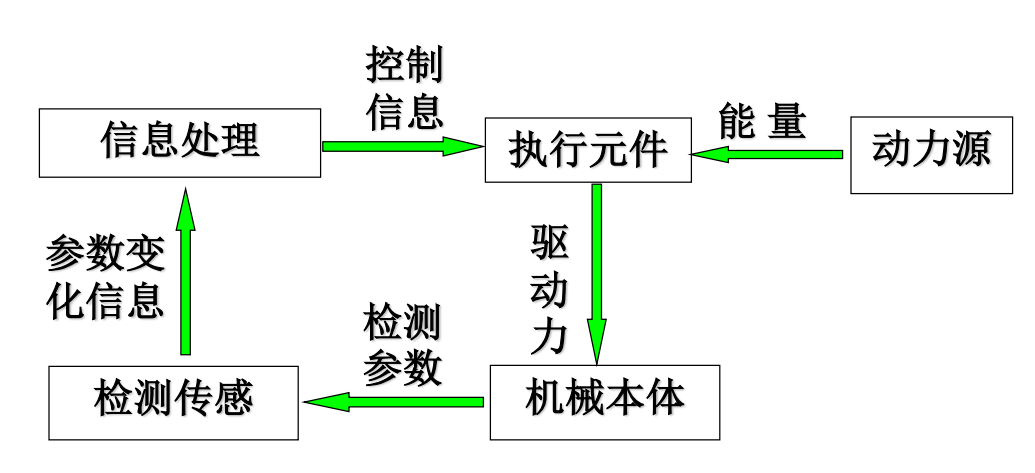 控制
信息
信息处理
执行元件
能 量
动力源
参数变
化信息
驱
动
力
检测
参数
检测传感
机械本体